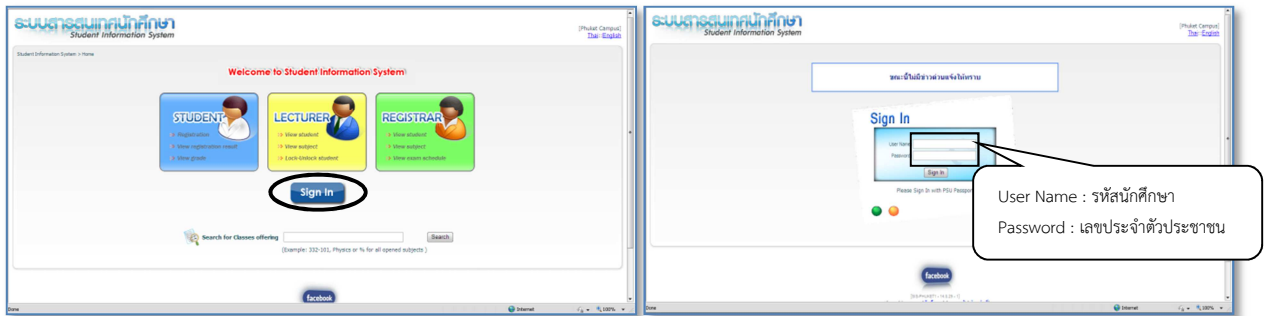 ระบบสารสนเทศนักศึกษา
Student Information System
[Phuket Campus]
Thai::English
Student Information System > Home
Welcome to Student Information System
STUDENT
Registration
View registration result
View grade
LECTURER
View student
View subject
Lock-Unlock student
REGISTRAR
View student
View subject
View exam schedule
Sign In
Search for Classes offering
Search
(Example: 332-101, Physics or % for all opened subjects )
facebook
Done
Internet
100%
ระบบสารสนเทศนักศึกษา
Student Information System
[Phuket Campus]
Thai::English
ขณะนี้ไม่มีข่าวด่วนแจ้งให้ทราบ
Sign In
User Name
Password
Sign In
Please Sign In with PSU Passport
User Name : รหัสนักศึกษา
Password : เลขประจำตัวประชาชน
facebook
Done
Internet
100%